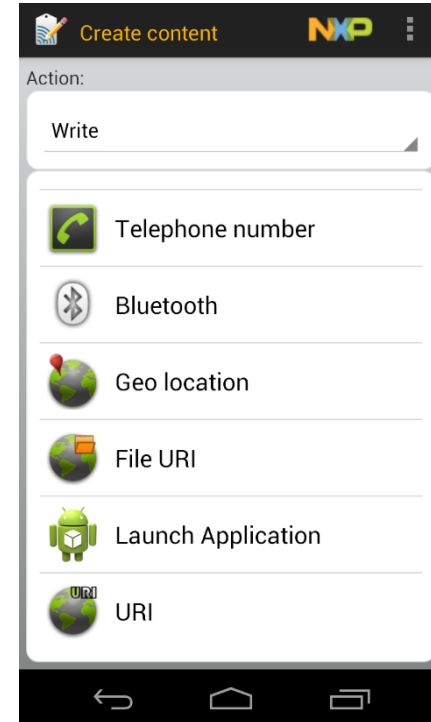 Create content
NXP
Action:
Write
Telephone number
Bluetooth
Geo location
File URI
Launch Application
URI
URI